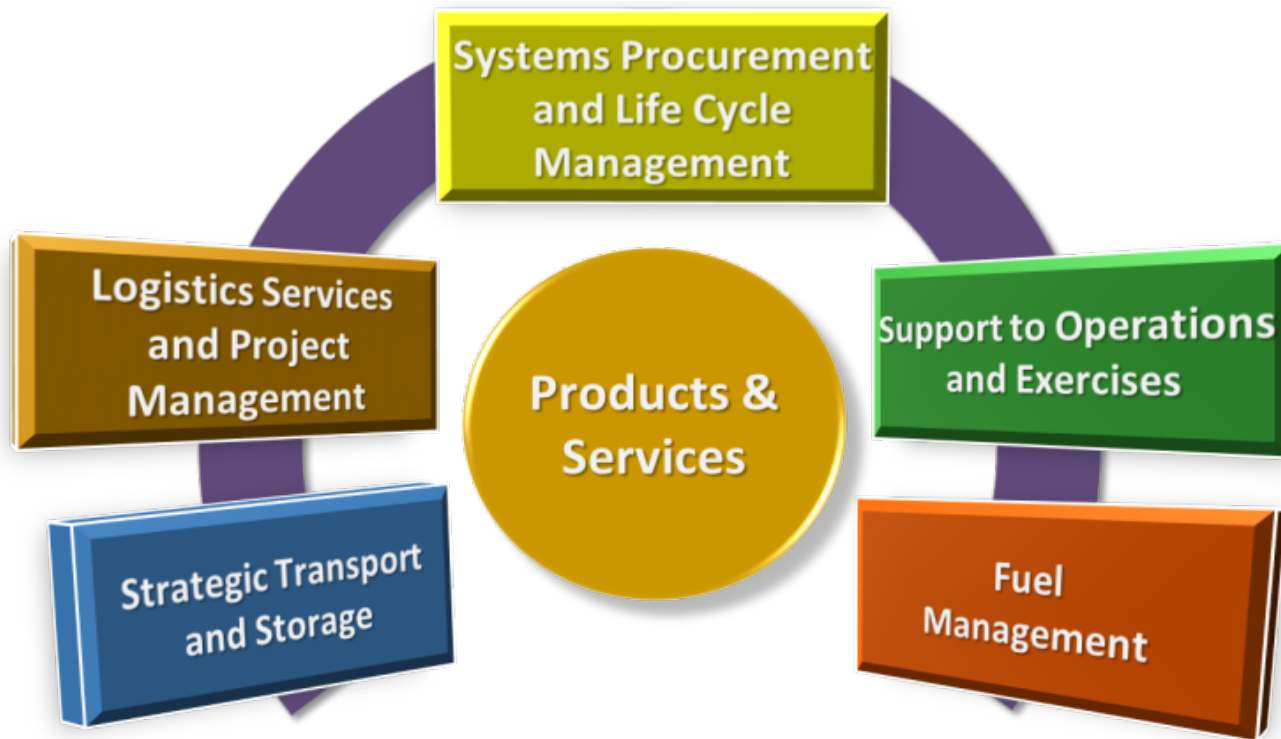 Systems Procurement
and Life Cycle
Management
Logistics Services
and Project
Management
Support to Operations
and Exercises
Products &
Services
Strategic Transport
and Storage
Fuel
Management